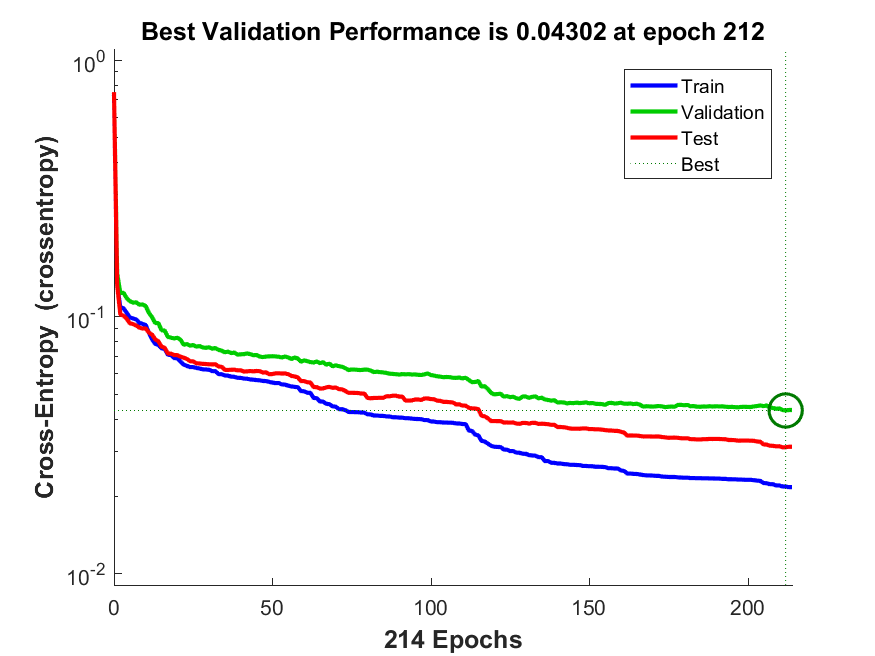 Best Validation Performance is 0.04302 at epoch 212
Train
Validation
Test
Best
Cross-Entropy  (crossentropy)
10^0
10^-1
10^-2
0 50 100 150 200
214 Epochs